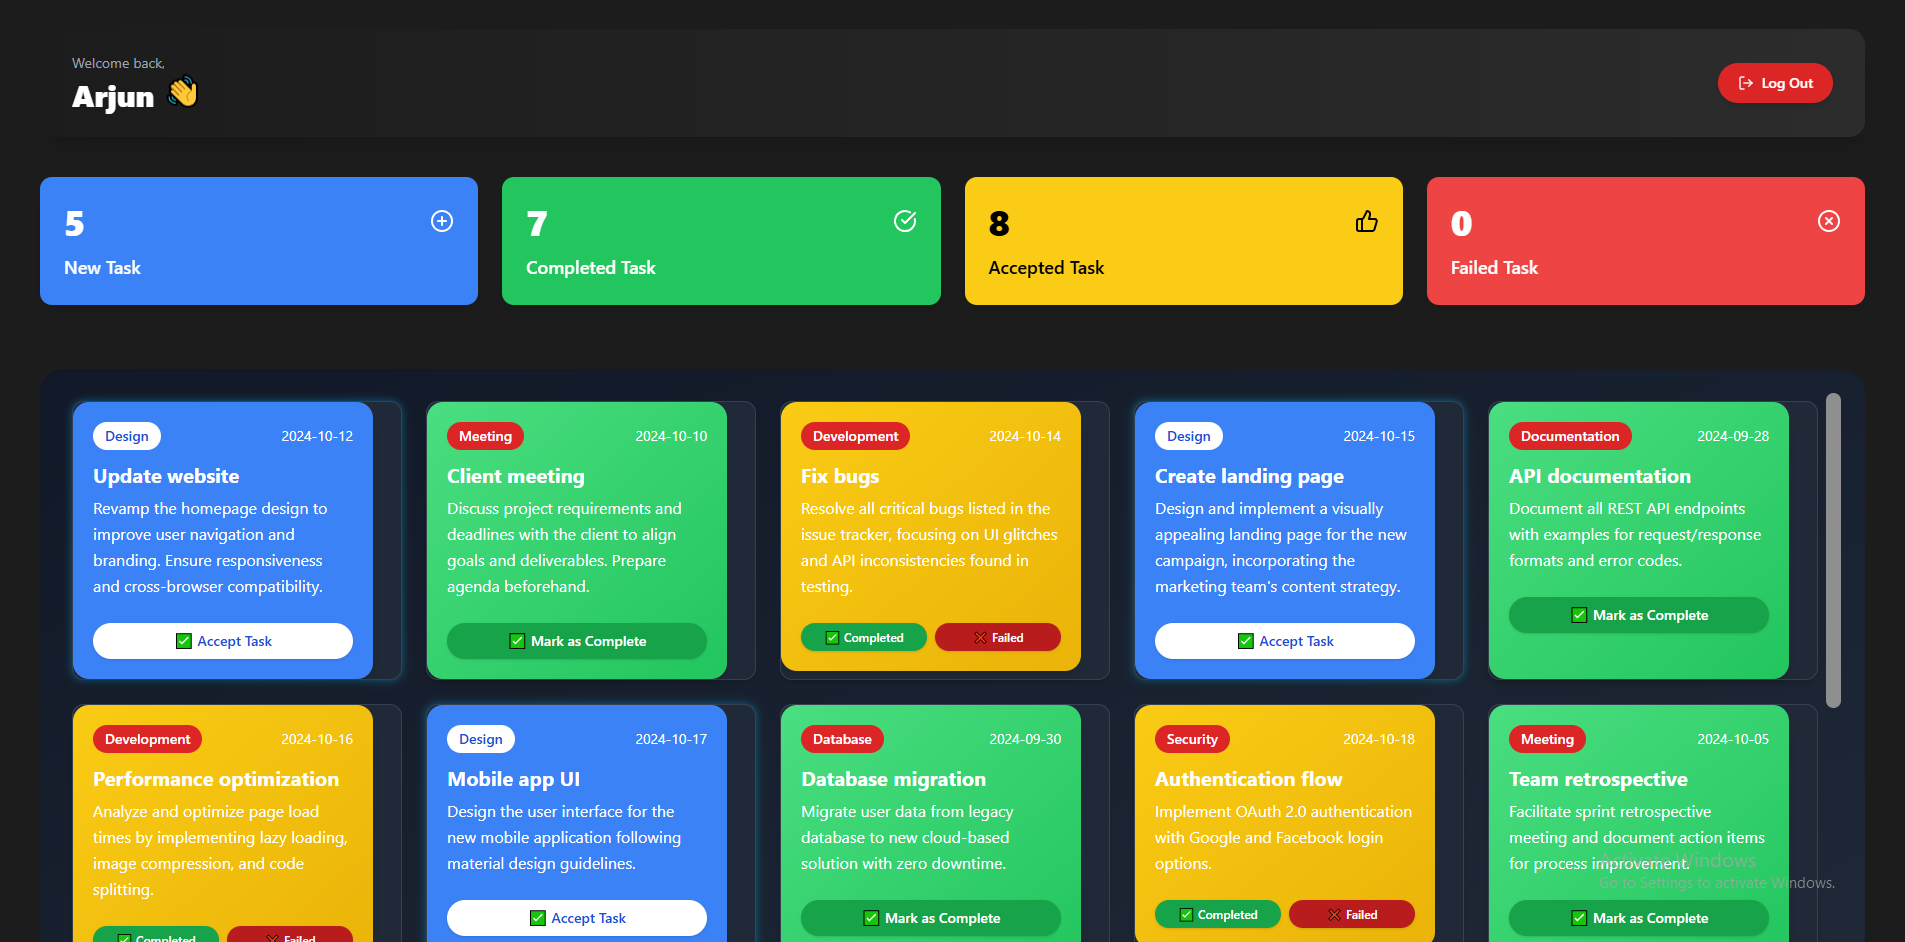 Welcome back,
Arjun 👋
Log Out
5
New Task
7
Completed Task
8
Accepted Task
0
Failed Task
Design 2024-10-12
Update website
Revamp the homepage design to
improve user navigation and
branding. Ensure responsiveness
and cross-browser compatibility.
✅ Accept Task
Meeting 2024-10-10
Client meeting
Discuss project requirements and
deadlines with the client to align
goals and deliverables. Prepare
agenda beforehand.
✅ Mark as Complete
Development 2024-10-14
Fix bugs
Resolve all critical bugs listed in the
issue tracker, focusing on UI glitches
and API inconsistencies found in
testing.
✅ Completed ❌ Failed
Design 2024-10-15
Create landing page
Design and implement a visually
appealing landing page for the new
campaign, incorporating the
marketing team's content strategy.
✅ Accept Task
Documentation 2024-09-28
API documentation
Document all REST API endpoints
with examples for request/response
formats and error codes.
✅ Mark as Complete
Development 2024-10-16
Performance optimization
Analyze and optimize page load
times by implementing lazy loading,
image compression, and code
splitting.
✅ Completed ❌ Failed
Design 2024-10-17
Mobile app UI
Design the user interface for the
new mobile application following
material design guidelines.
✅ Accept Task
Database 2024-09-30
Database migration
Migrate user data from legacy
database to new cloud-based
solution with zero downtime.
✅ Mark as Complete
Security 2024-10-18
Authentication flow
Implement OAuth 2.0 authentication
with Google and Facebook login
options.
✅ Completed ❌ Failed
Meeting 2024-10-05
Team retrospective
Facilitate sprint retrospective
meeting and document action items
for process improvement.
✅ Mark as Complete
Activate Windows
Go to Settings to activate Windows.